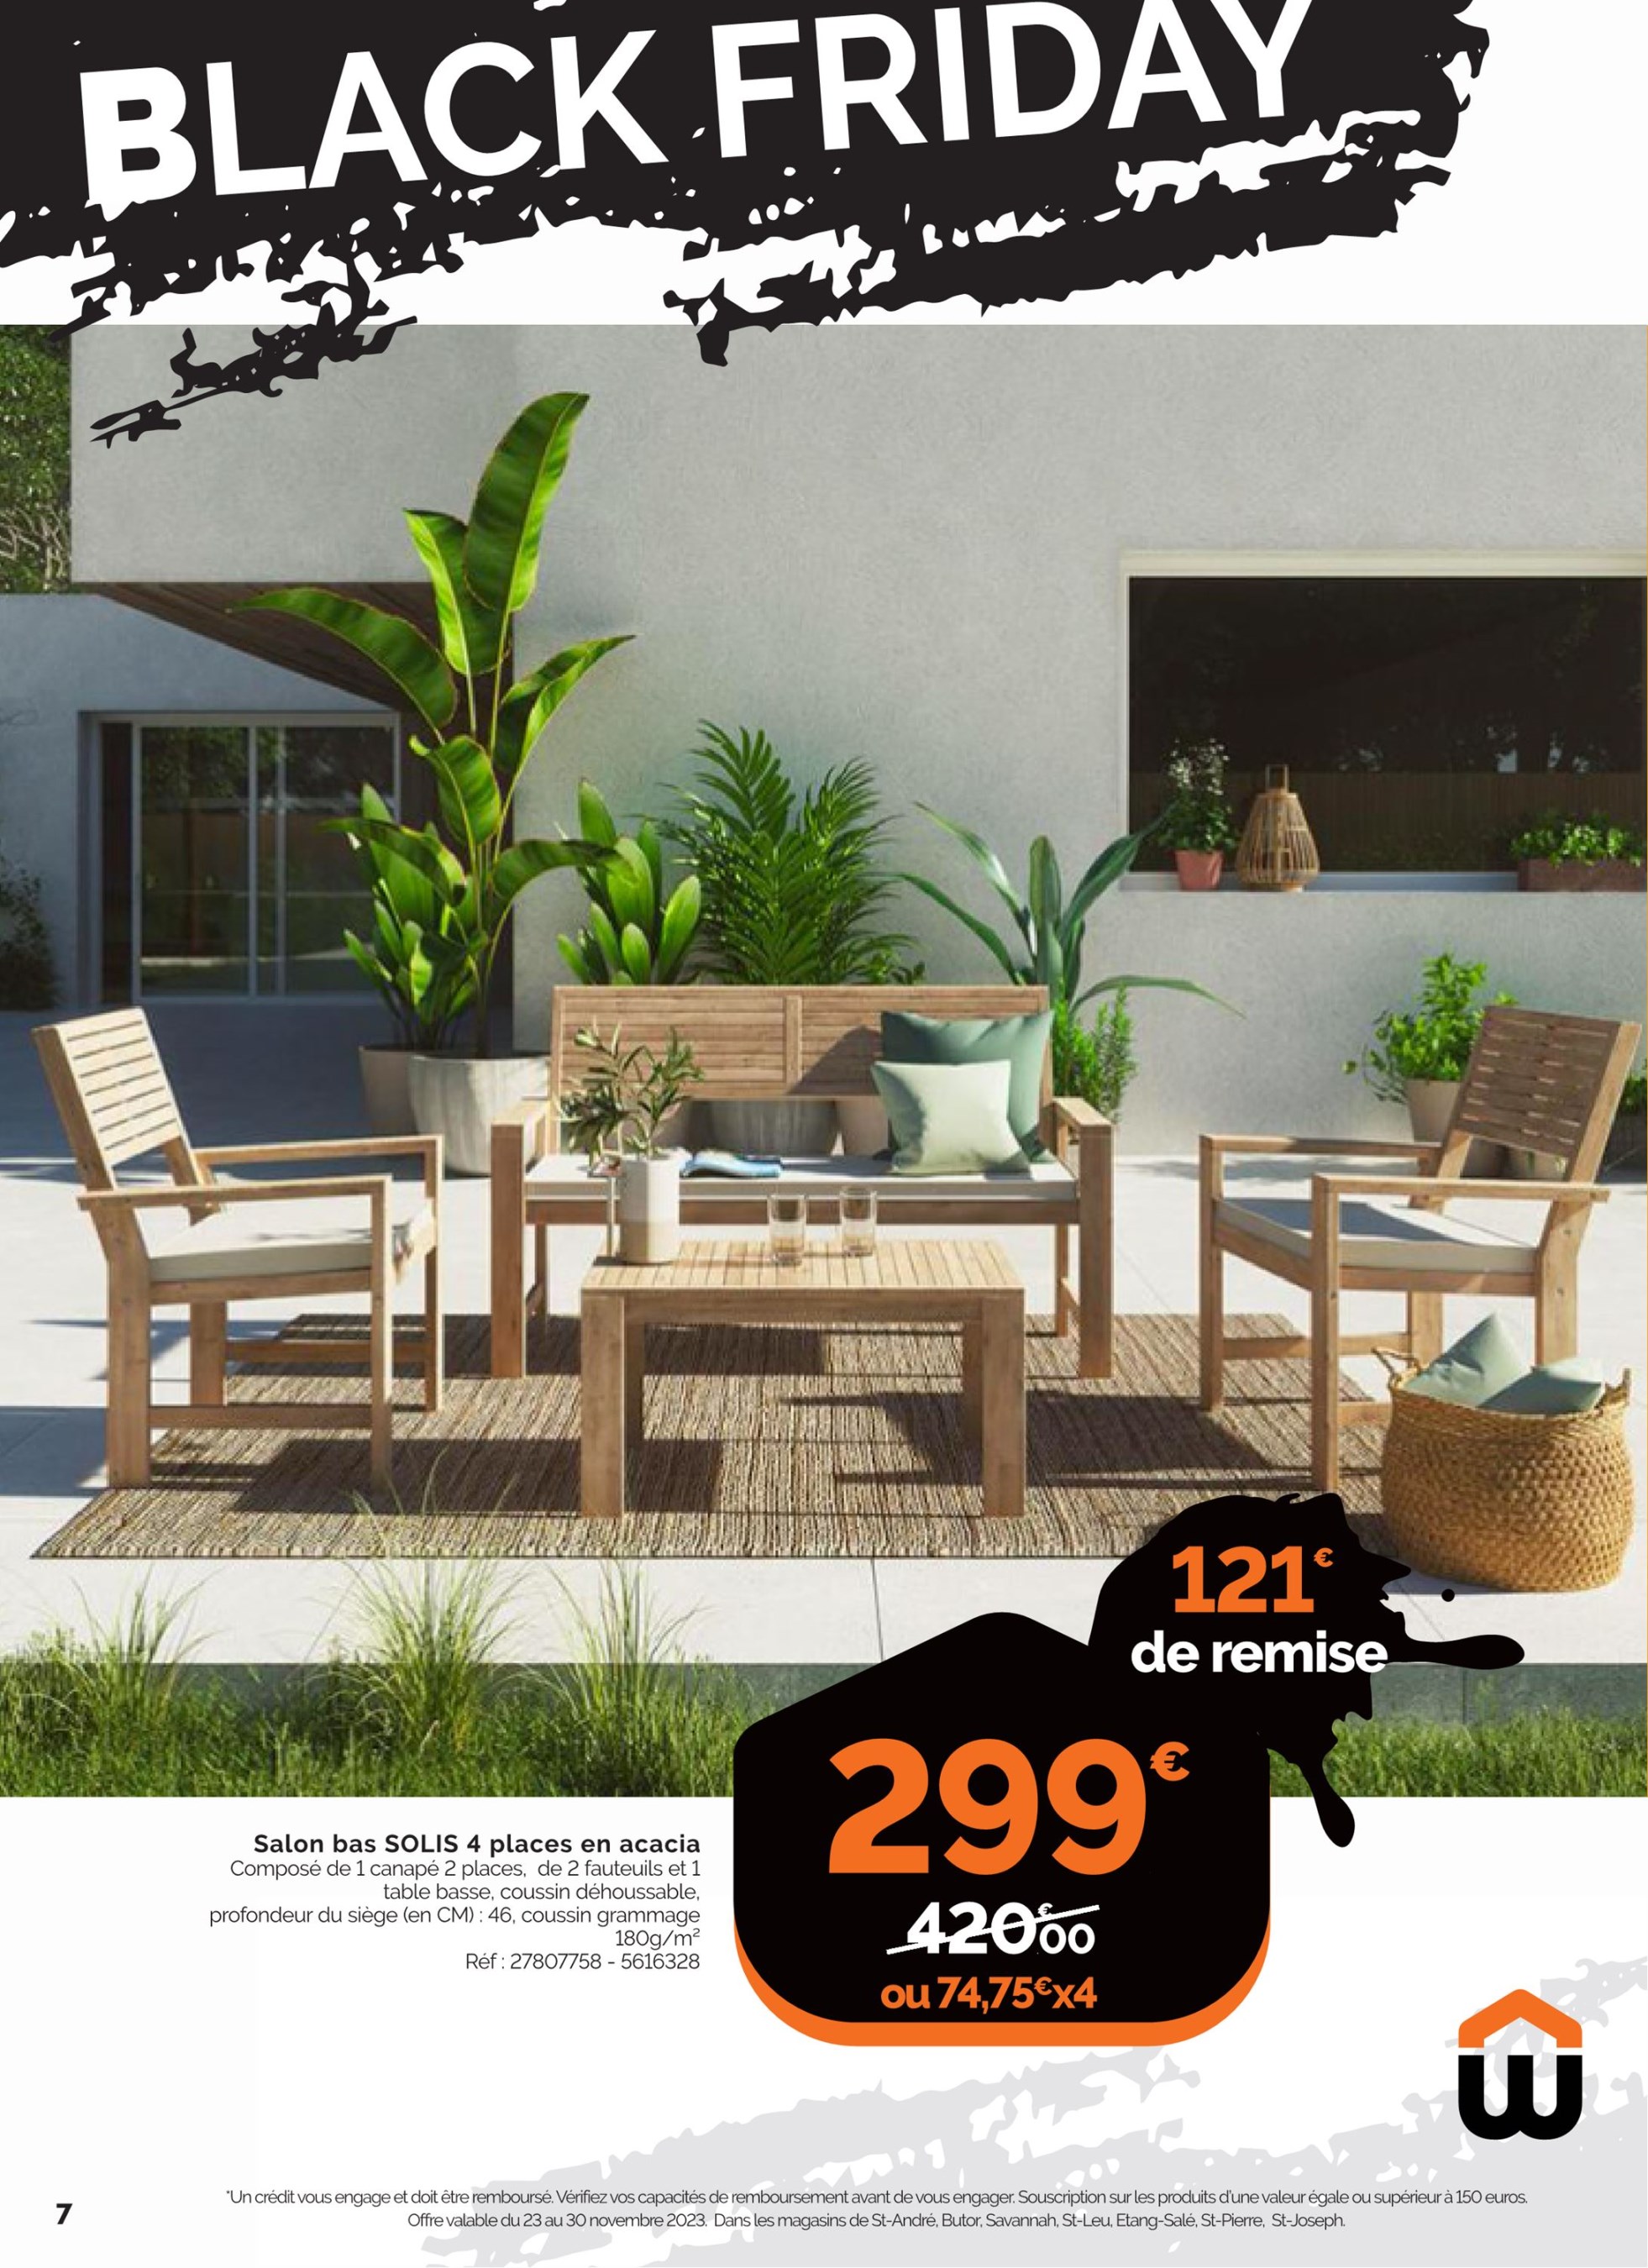 BLACK FRIDAY
121€
de remise
299€
420€00
ou 74,75€x4
Salon bas SOLIS 4 places en acacia
Composé de 1 canapé 2 places, de 2 fauteuils et 1
table basse, coussin déhoussable,
profondeur du siège (en CM) : 46, coussin grammage
180g/m²
Réf : 27807758 - 5616328
W
*Un crédit vous engage et doit être remboursé. Vérifiez vos capacités de remboursement avant de vous engager. Souscription sur les produits d'une valeur égale ou supérieur à 150 euros.
Offre valable du 23 au 30 novembre 2023. Dans les magasins de St-André, Butor, Savannah, St-Leu, Etang-Salé, St-Pierre, St-Joseph.
7